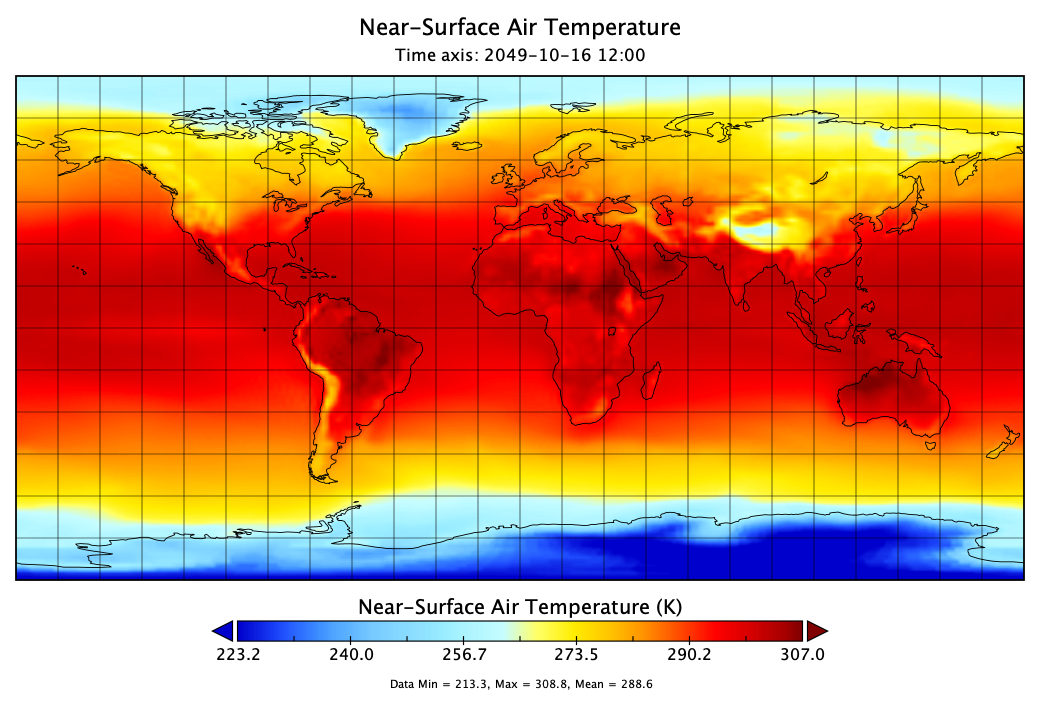 Near-Surface Air Temperature
Time axis: 2049-10-16 12:00
Near-Surface Air Temperature (K)
223.2 240.0 256.7 273.5 290.2 307.0
Data Min = 213.3, Max = 308.8, Mean = 288.6